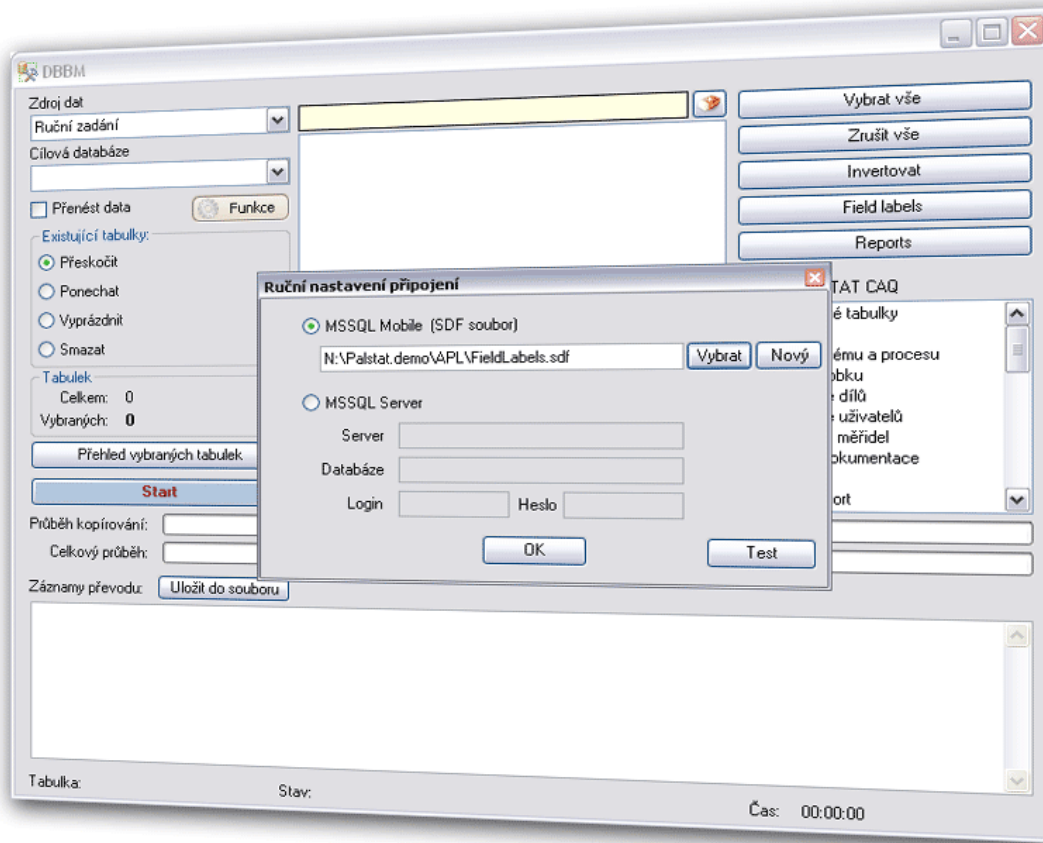 DBBM
Zdroj dat
Ruční zadání
Cílová databáze
Přenést data
Funkce
Existující tabulky:
Přeskočit
Ponechat
Vyprázdnit
Smazat
Tabulek
Celkem: 0
Vybraných: 0
Přehled vybraných tabulek
Start
Průběh kopírování:
Celkový průběh:
Záznamy převodu:
Uložit do souboru
Vybrat vše
Zrušit vše
Invertovat
Field labels
Reports
TAT CAQ
é tabulky
ému a procesu
obku
dílů
uživatelů
měřidel
okumentace
ort
Ruční nastavení připojení
MSSQL Mobile (SDF soubor)
N:\Palstat.demo\APL\FieldLabels.sdf
Vybrat
Nový
MSSQL Server
Server
Databáze
Login
Heslo
OK
Test
Tabulka:
Stav:
Čas: 00:00:00